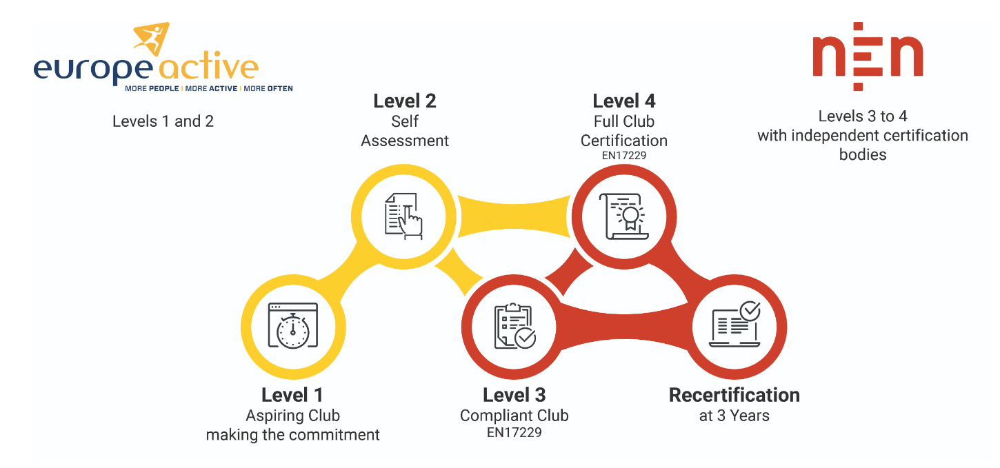 europe active
MORE PEOPLE | MORE ACTIVE | MORE OFTEN
Levels 1 and 2
nEn
Levels 3 to 4
with independent certification
bodies
Level 2
Self
Assessment
Level 4
Full Club
Certification
EN17229
Level 1
Aspiring Club
making the commitment
Level 3
Compliant Club
EN17229
Recertification
at 3 Years